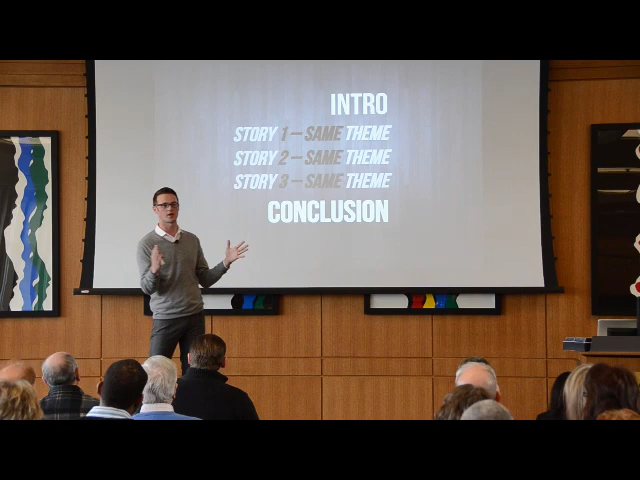 INTRO
STORY 1 – SAME THEME
STORY 2 – SAME THEME
STORY 3 – SAME THEME
CONCLUSION